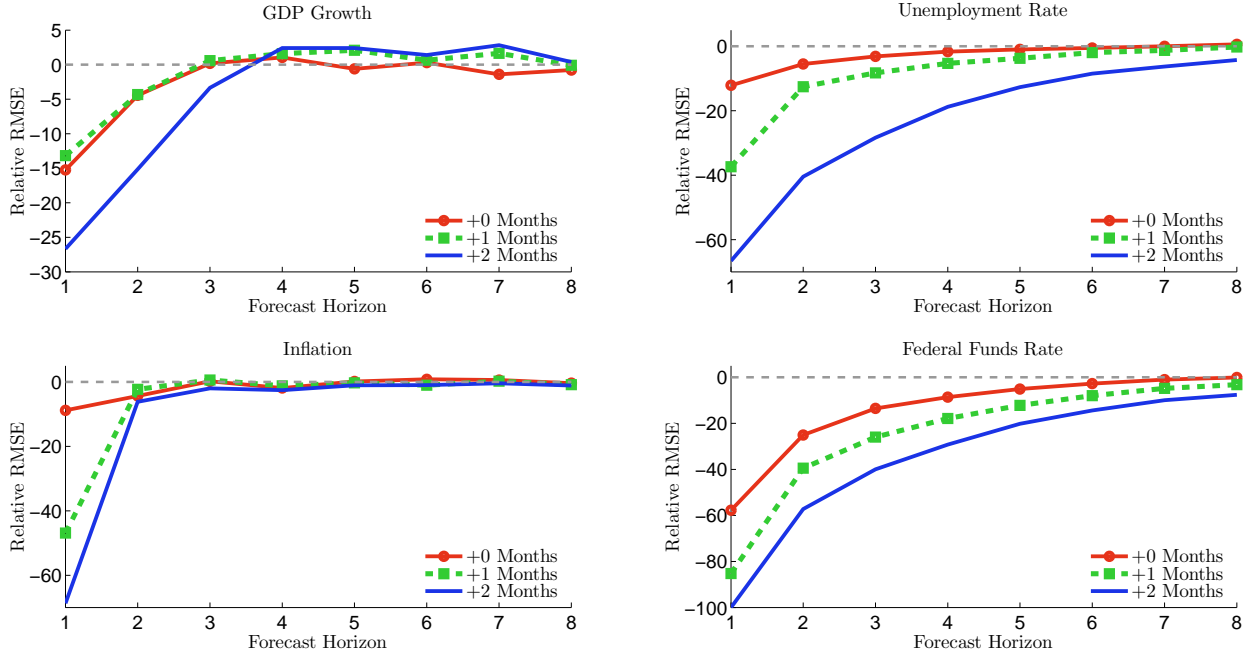 GDP Growth
Relative RMSE
5
0
−5
−10
−15
−20
−25
−30
1 2 3 4 5 6 7 8
Forecast Horizon
+0 Months
+1 Months
+2 Months
Unemployment Rate
Relative RMSE
0
−20
−40
−60
1 2 3 4 5 6 7 8
Forecast Horizon
+0 Months
+1 Months
+2 Months
Inflation
Relative RMSE
0
−20
−40
−60
1 2 3 4 5 6 7 8
Forecast Horizon
+0 Months
+1 Months
+2 Months
Federal Funds Rate
Relative RMSE
0
−20
−40
−60
−80
−100
1 2 3 4 5 6 7 8
Forecast Horizon
+0 Months
+1 Months
+2 Months